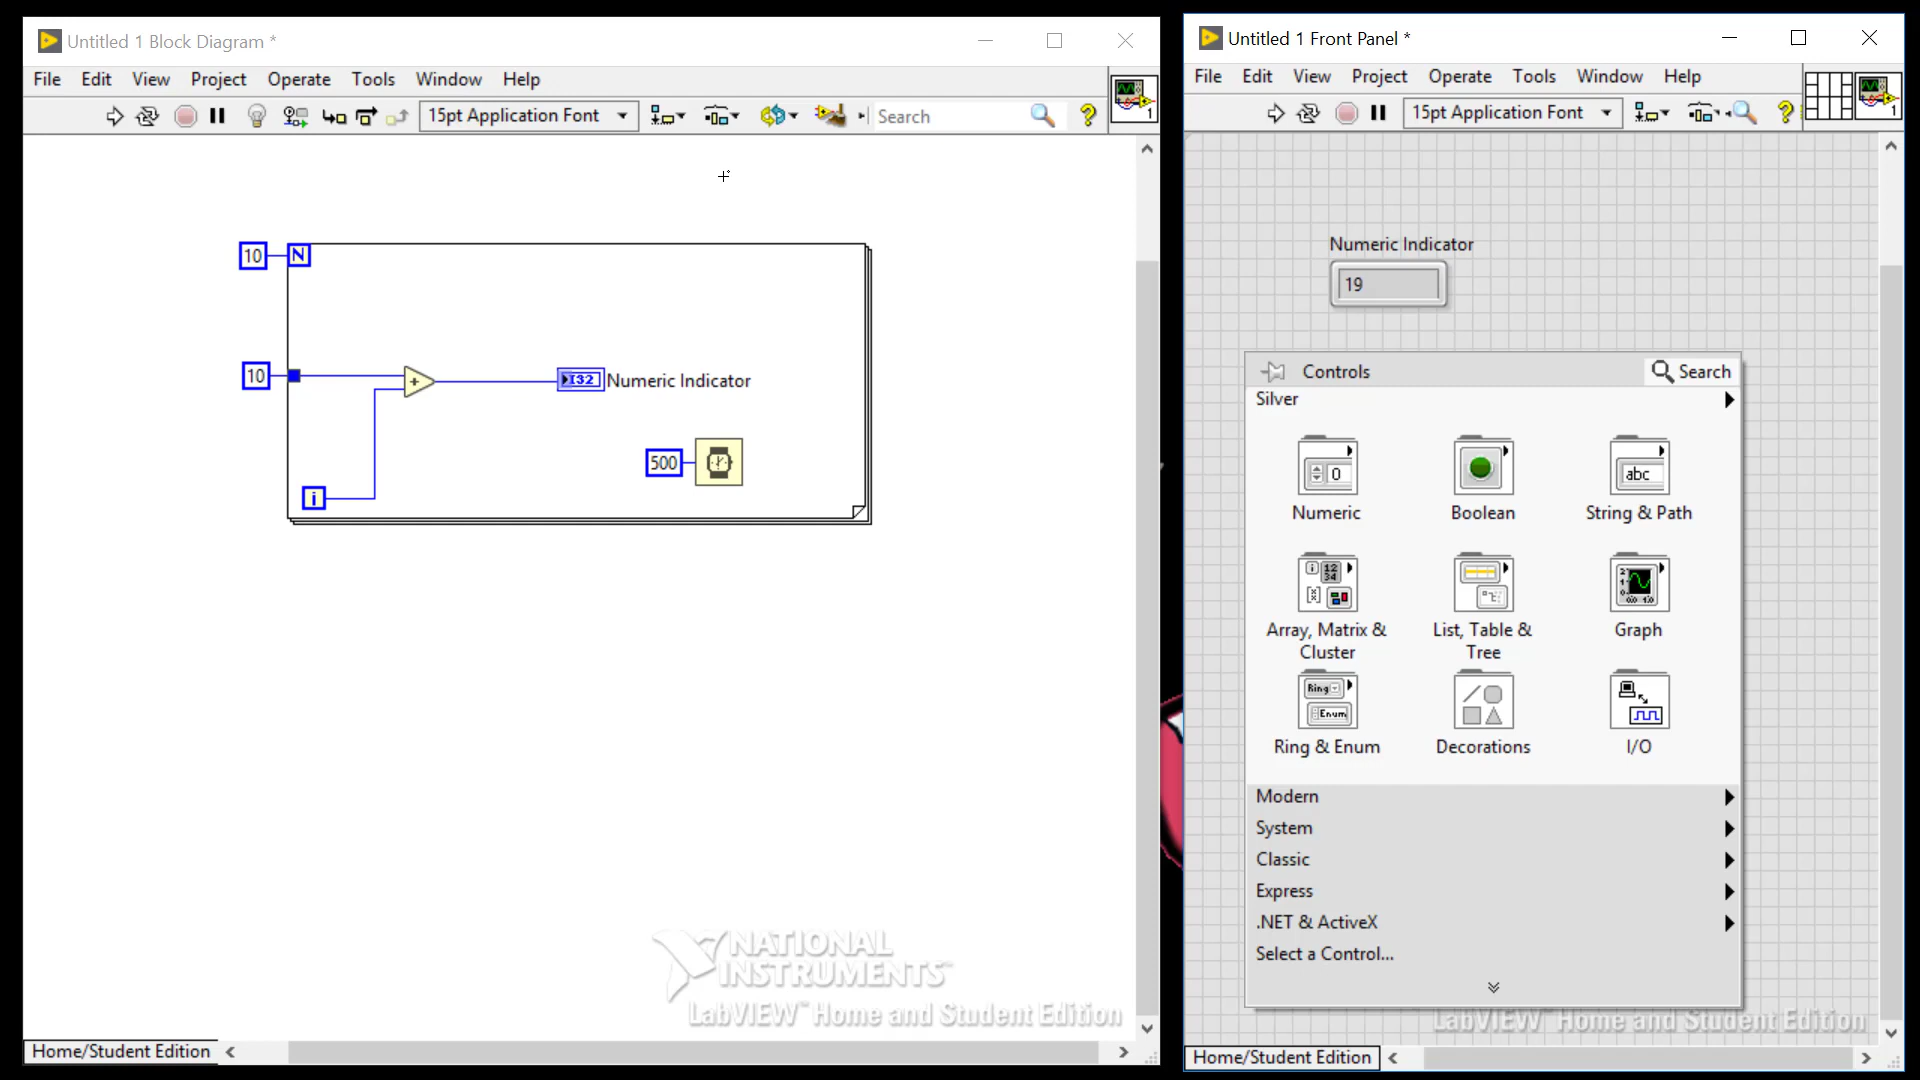 Untitled 1 Block Diagram *
File Edit View Project Operate Tools Window Help
15pt Application Font
Search
1
10 N
10
+
I32 Numeric Indicator
500
i
NATIONAL
INSTRUMENTS
LabVIEW™ Home and Student Edition
Home/Student Edition
Untitled 1 Front Panel *
File Edit View Project Operate Tools Window Help
15pt Application Font
1
Numeric Indicator
19
Controls
Search
Silver
0
abc
Numeric
Boolean
String & Path
Array, Matrix &
Cluster
List, Table &
Tree
Graph
Ring
Enum
Ring & Enum
Decorations
I/O
Modern
System
Classic
Express
.NET & ActiveX
Select a Control...
LabVIEW™ Home and Student Edition
Home/Student Edition